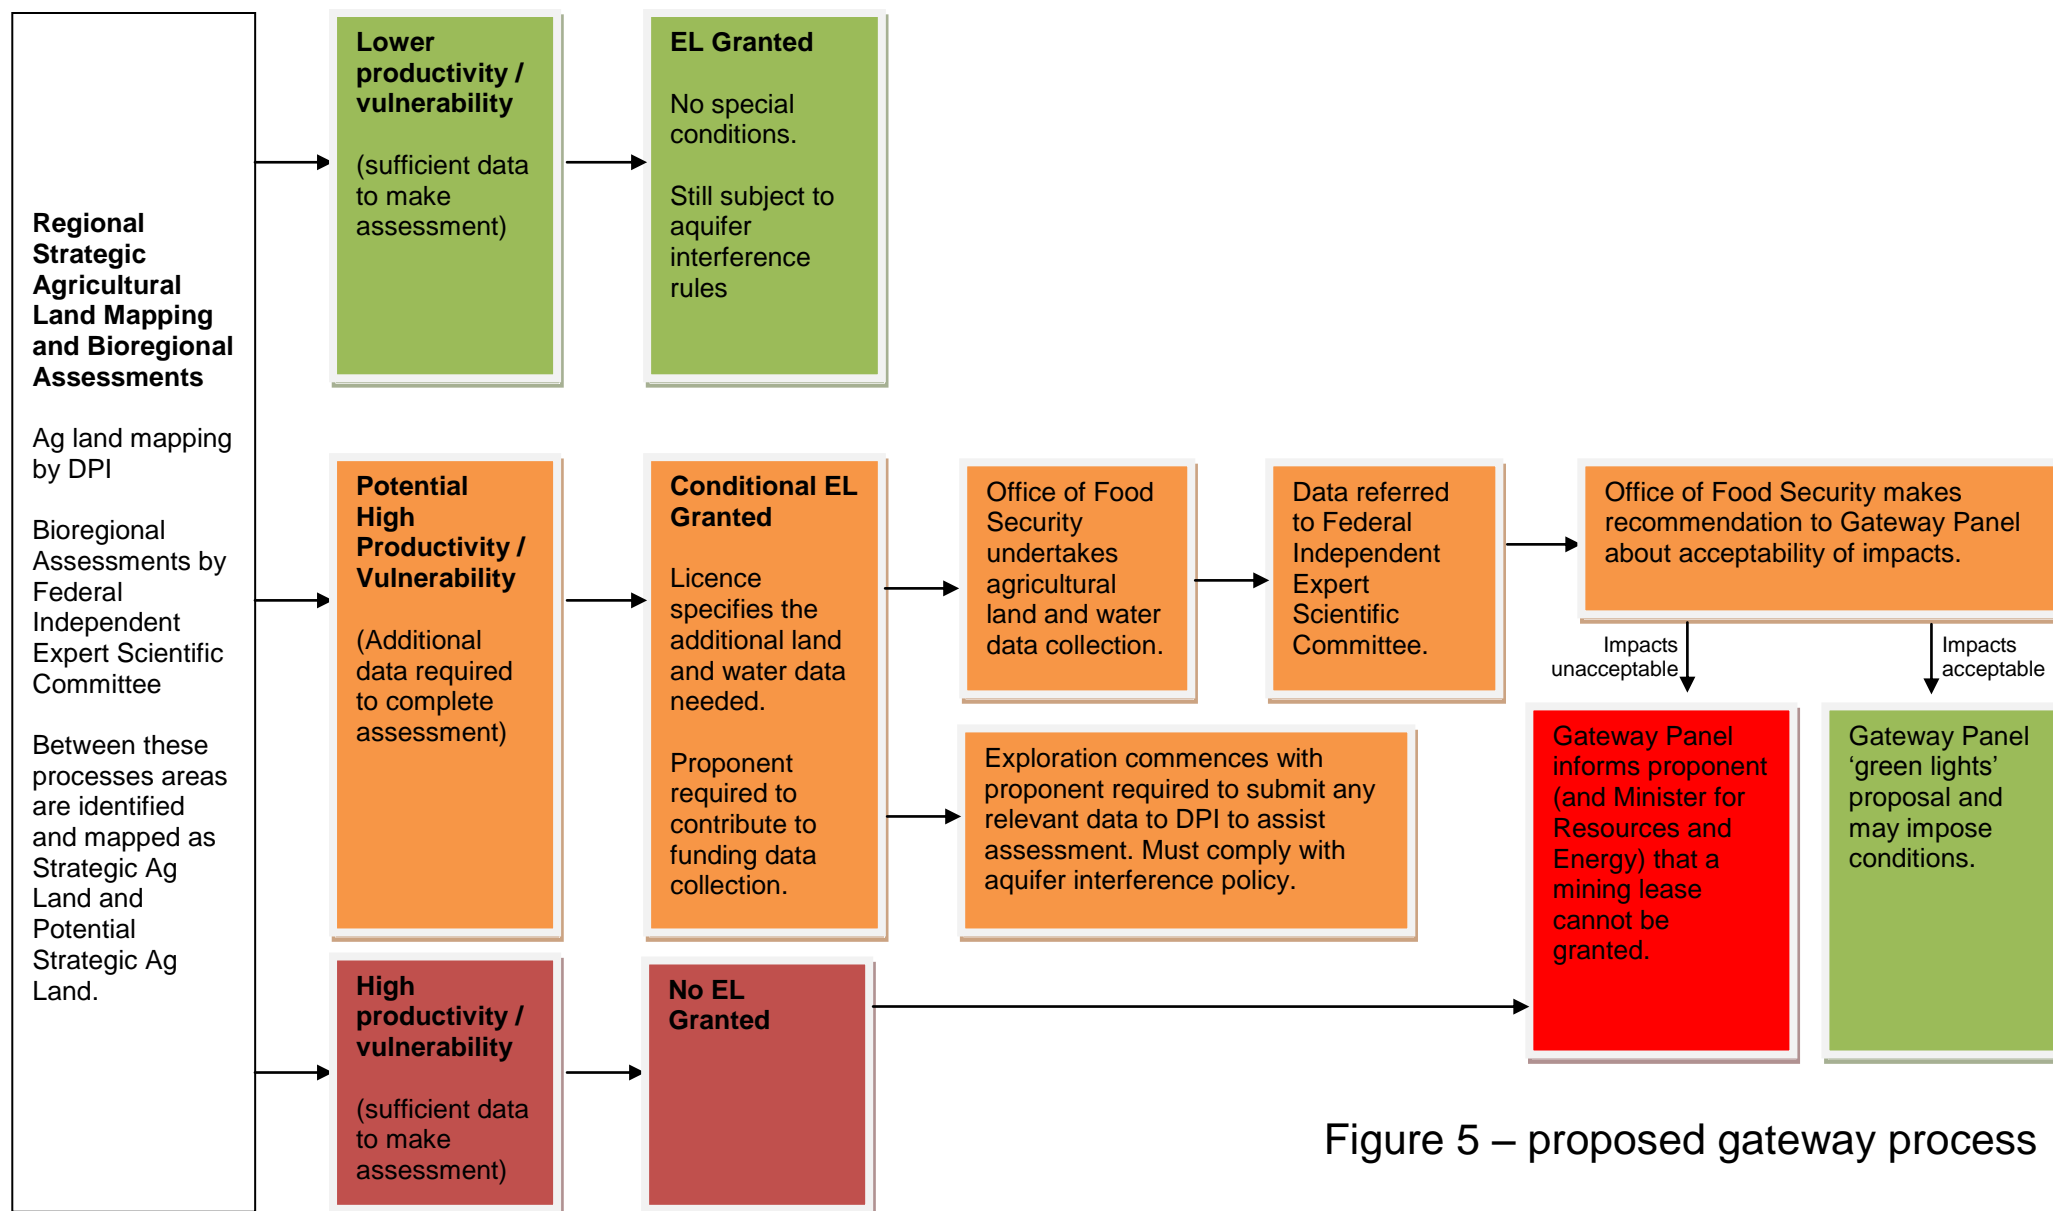 Regional
Strategic
Agricultural
Land Mapping
and Bioregional
Assessments
Ag land mapping
by DPI
Bioregional
Assessments by
Federal
Independent
Expert Scientific
Committee
Between these
processes areas
are identified
and mapped as
Strategic Ag
Land and
Potential
Strategic Ag
Land.
Lower
productivity /
vulnerability
(sufficient data
to make
assessment)
EL Granted
No special
conditions.
Still subject to
aquifer
interference
rules
Potential
High
Productivity /
Vulnerability
(Additional
data required
to complete
assessment)
Conditional EL
Granted
Licence
specifies the
additional land
and water data
needed.
Proponent
required to
contribute to
funding data
collection.
Office of Food
Security
undertakes
agricultural
land and water
data collection.
Data referred
to Federal
Independent
Expert
Scientific
Committee.
Office of Food Security makes
recommendation to Gateway Panel
about acceptability of impacts.
Impacts
unacceptable
Impacts
acceptable
Exploration commences with
proponent required to submit any
relevant data to DPI to assist
assessment. Must comply with
aquifer interference policy.
Gateway Panel
informs proponent
(and Minister for
Resources and
Energy) that a
mining lease
cannot be
granted.
Gateway Panel
‘green lights’
proposal and
may impose
conditions.
High
productivity /
vulnerability
(sufficient data
to make
assessment)
No EL
Granted
Figure 5 – proposed gateway process